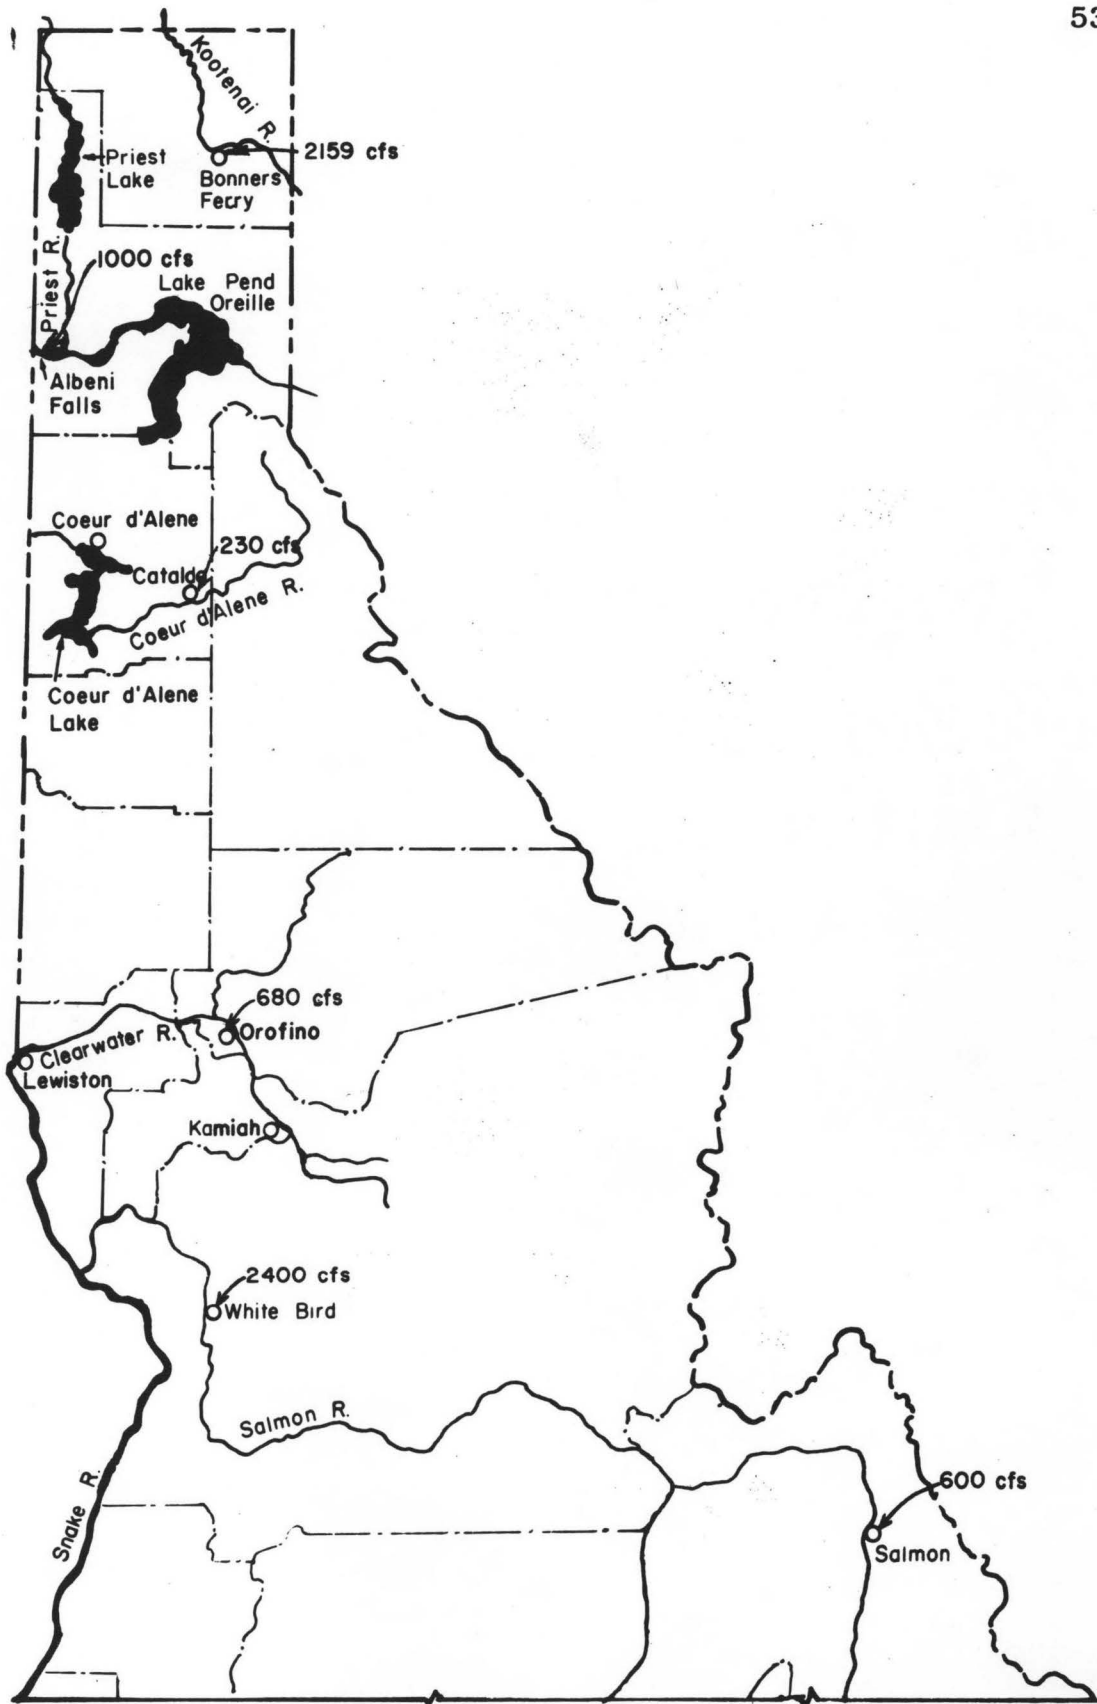 53
Kootenai R.
2159 cfs
Priest
Lake
Bonners
Ferry
Priest R.
1000 cfs
Lake Pend
Oreille
Albeni
Falls
Coeur d'Alene
230 cfs
Cataldo
Coeur d'Alene R.
Coeur d'Alene
Lake
680 cfs
Orofino
Clearwater R.
Lewiston
Kamiah
2400 cfs
White Bird
Salmon R.
Snake R.
600 cfs
Salmon